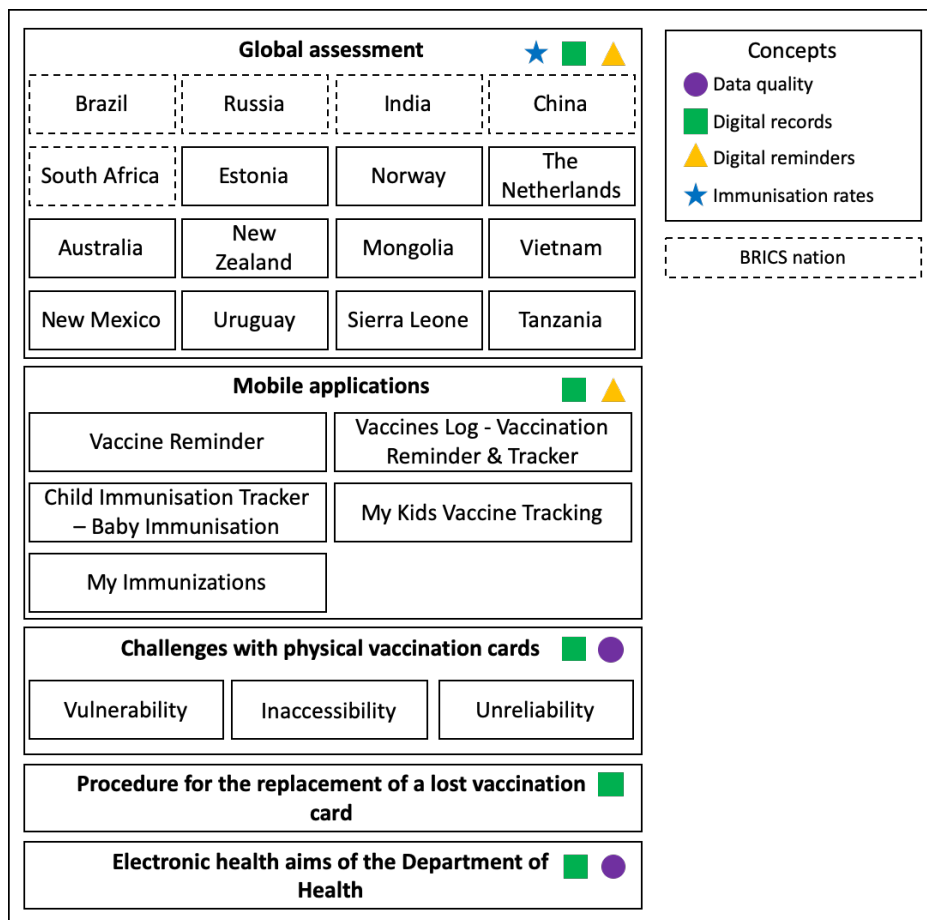 Global assessment
Brazil
Russia
India
China
South Africa
Estonia
Norway
The
Netherlands
Australia
New
Zealand
Mongolia
Vietnam
New Mexico
Uruguay
Sierra Leone
Tanzania
Mobile applications
Vaccine Reminder
Vaccines Log - Vaccination
Reminder & Tracker
Child Immunisation Tracker
– Baby Immunisation
My Kids Vaccine Tracking
My Immunizations
Challenges with physical vaccination cards
Vulnerability
Inaccessibility
Unreliability
Procedure for the replacement of a lost vaccination
card
Electronic health aims of the Department of
Health
Concepts
Data quality
Digital records
Digital reminders
Immunisation rates
BRICS nation